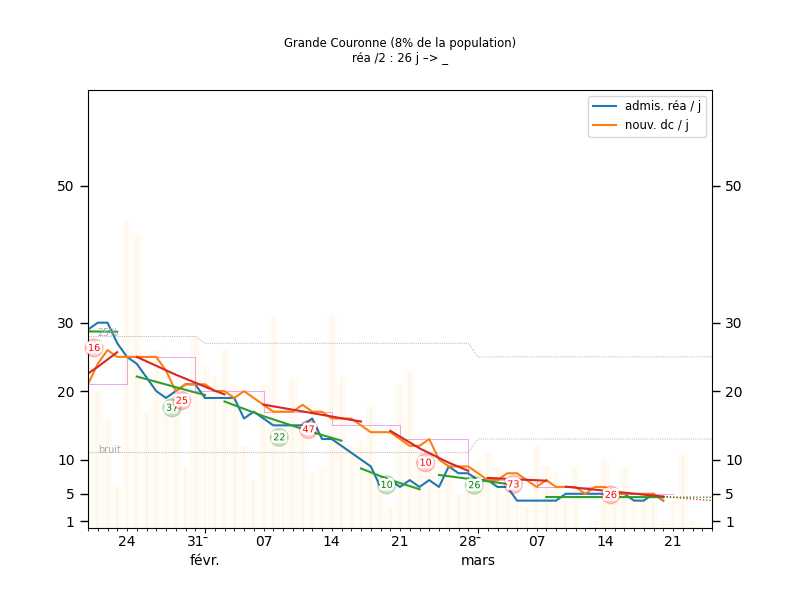 Grande Couronne (8% de la population)
réa /2 : 26 j –> _
admis. réa / j
nouv. dc / j
50 50
30 30
25%
16
20 20
37 25
22 47
bruit
10 10
10
10 26 73 26
5 5
1 1
24 31 07 14 21 28 07 14 21
févr. mars